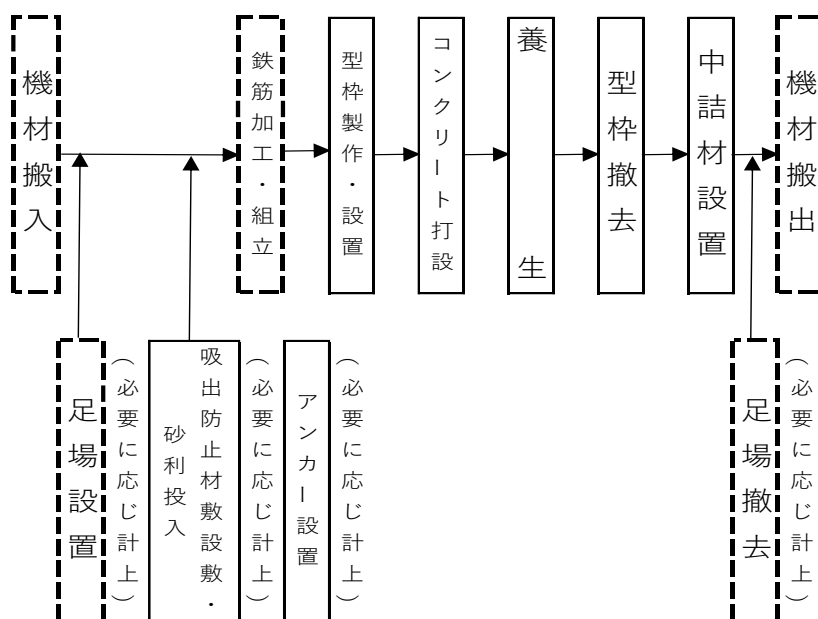 機材搬入
鉄筋加工・組立
型枠製作・設置
コンクリート打設
養生
型枠撤去
中詰材設置
機材搬出
足場設置
(必要に応じ計上)
吸出防止材敷設敷・
砂利投入
(必要に応じ計上)
アンカー設置
(必要に応じ計上)
足場撤去
(必要に応じ計上)